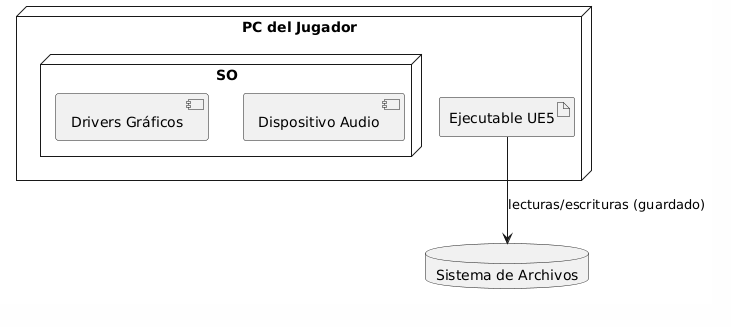 PC del Jugador
SO
Drivers Gráficos
Dispositivo Audio
Ejecutable UE5
lecturas/escrituras (guardado)
Sistema de Archivos